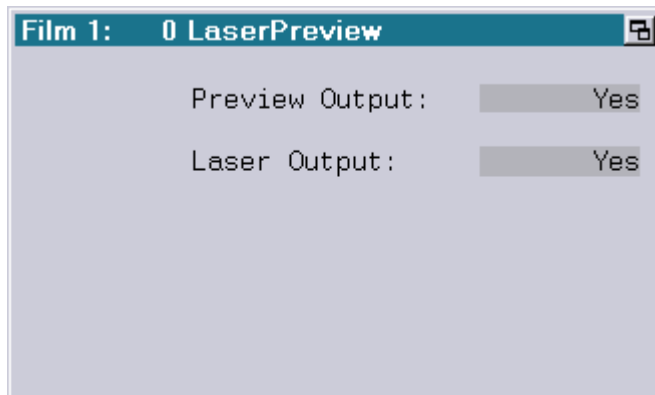 Film 1: 0 LaserPreview
Preview Output: Yes
Laser Output: Yes